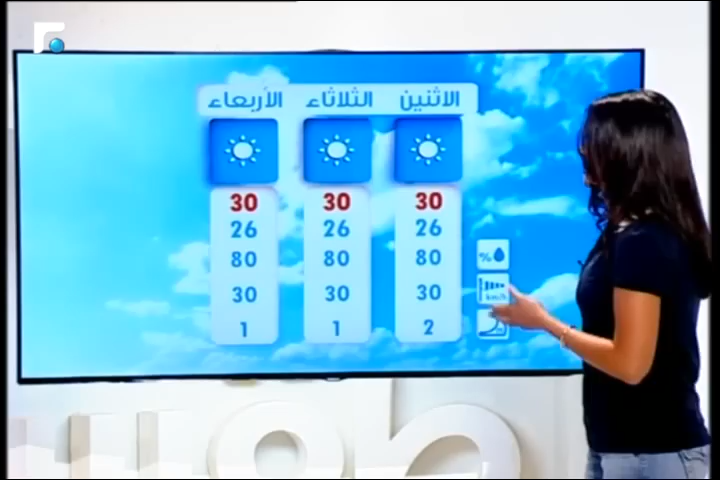 الاثنين الثلاثاء الأربعاء
30 30 30
26 26 26
80 80 80 %
30 30 30 km/h
2 1 1
طقس